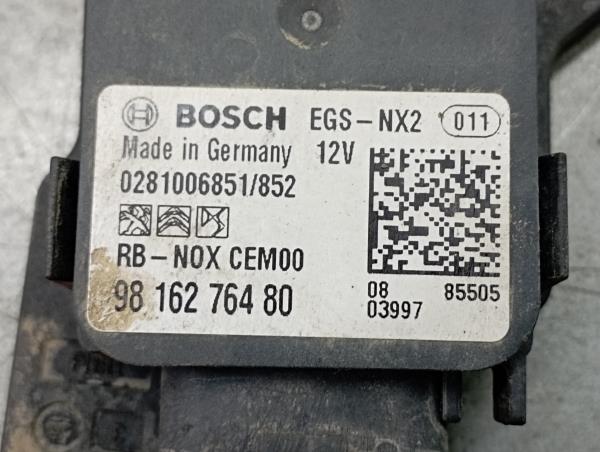 BOSCH EGS-NX2 011
Made in Germany 12V
0281006851/852
RB-NOX CEM00
98 162 764 80
08 85505
03997